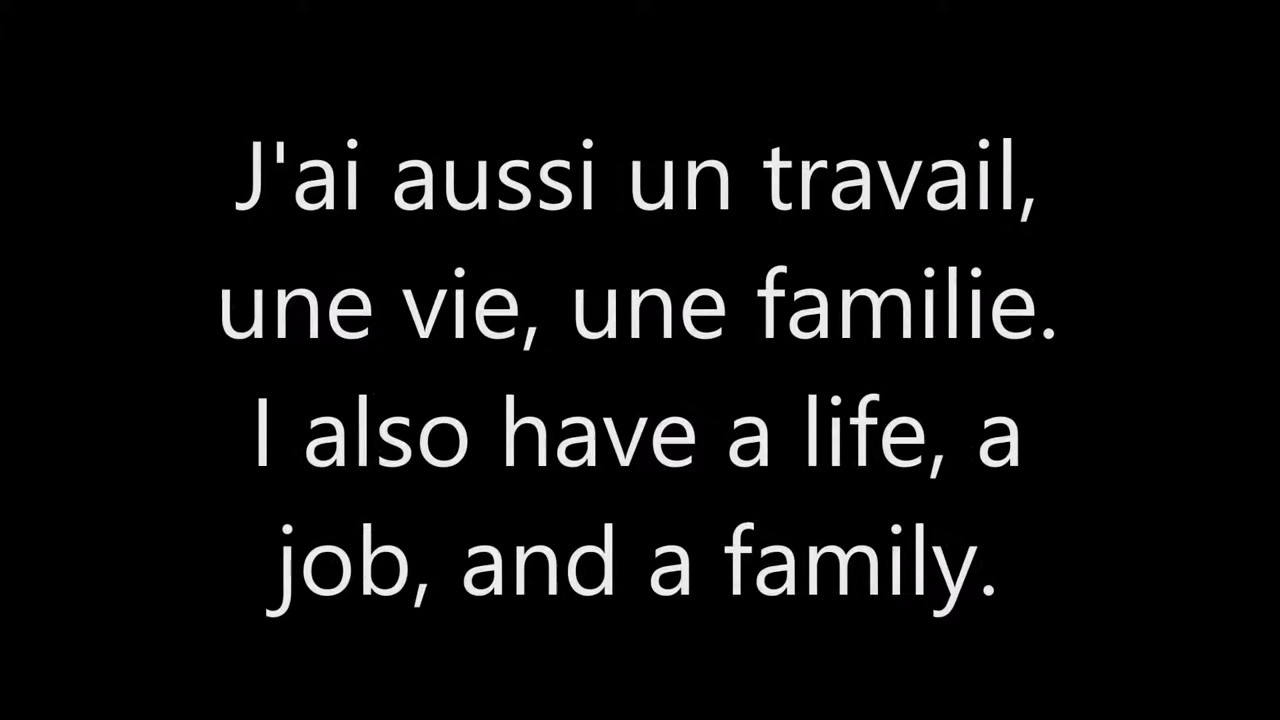 J'ai aussi un travail,
une vie, une familie.
I also have a life, a
job, and a family.